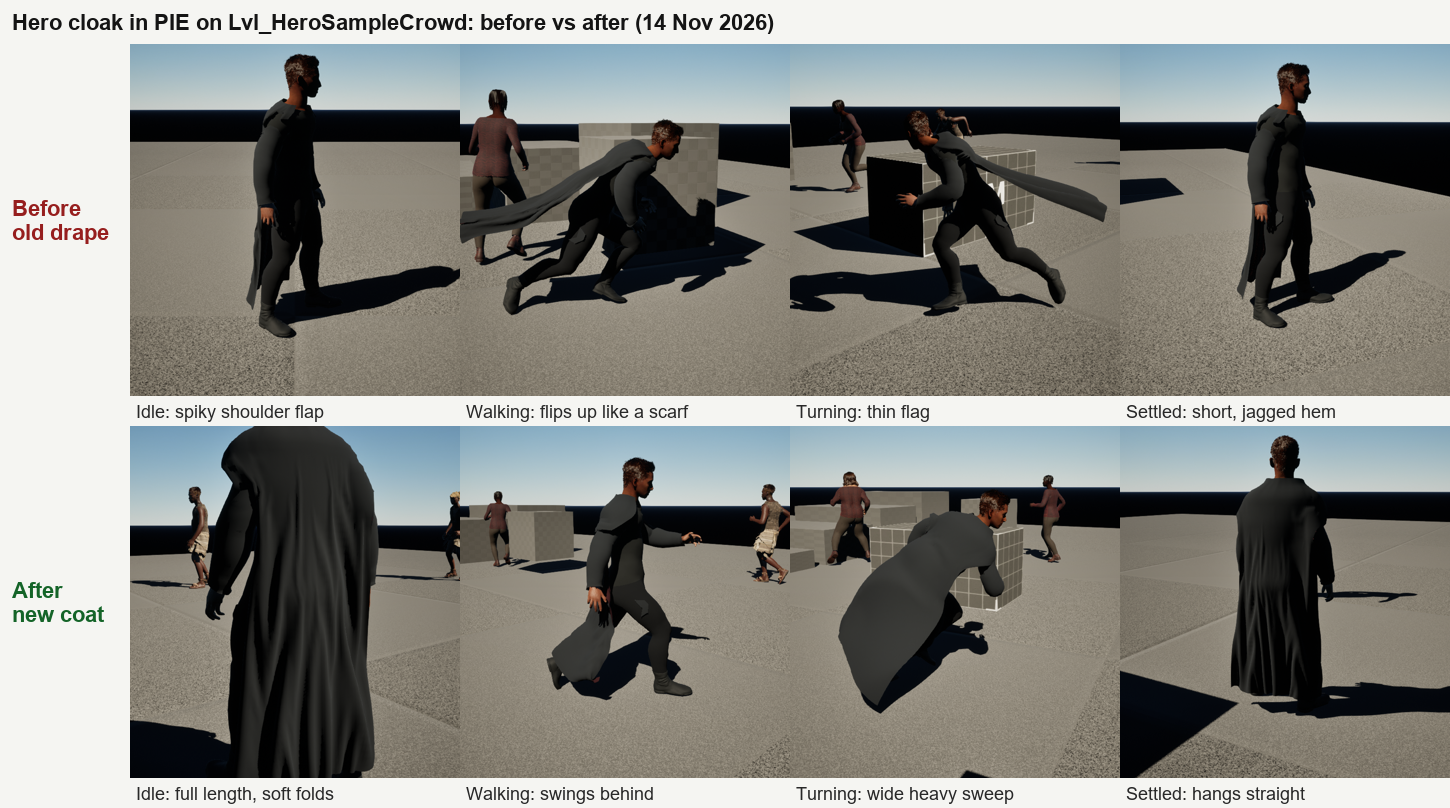 Hero cloak in PIE on Lvl_HeroSampleCrowd: before vs after (14 Nov 2026)
Before
old drape
Idle: spiky shoulder flap
Walking: flips up like a scarf
Turning: thin flag
Settled: short, jagged hem
After
new coat
Idle: full length, soft folds
Walking: swings behind
Turning: wide heavy sweep
Settled: hangs straight